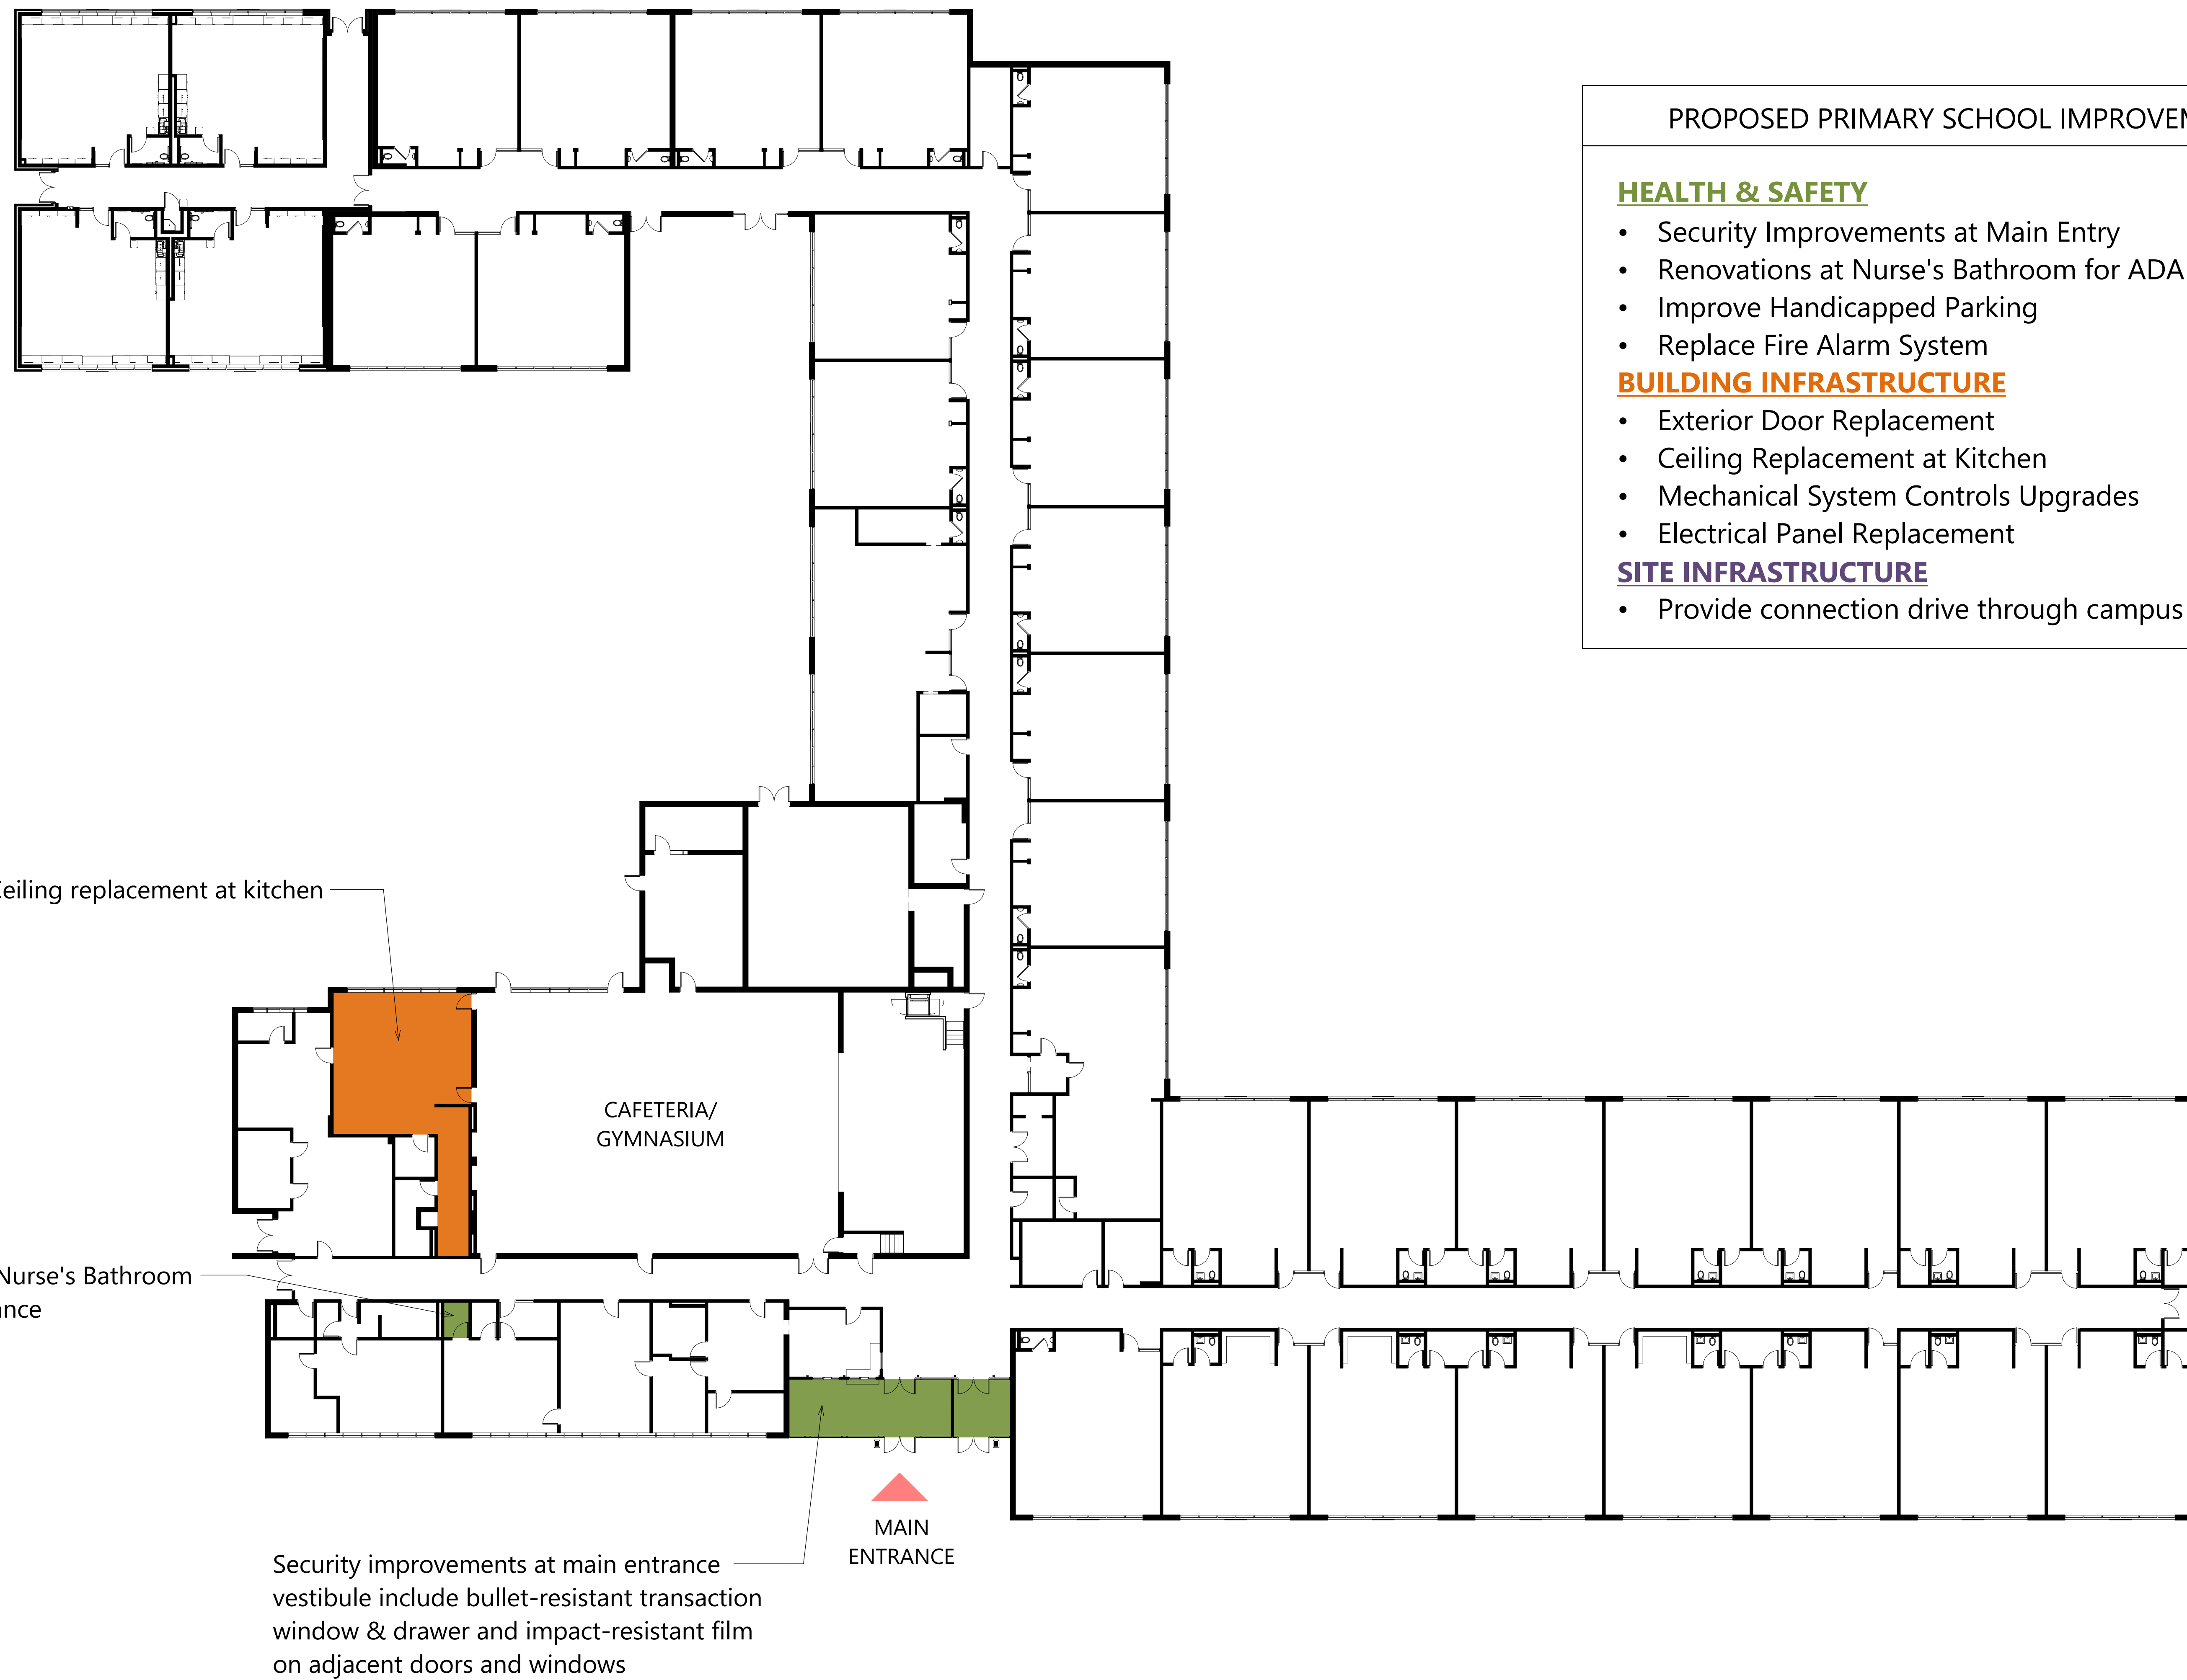 PROPOSED PRIMARY SCHOOL
HEALTH & SAFETY
• Security Improvements at Main Entry
• Renovations at Nurse's Bathroom for ADA
• Improve Handicapped Parking
• Replace Fire Alarm System
BUILDING INFRASTRUCTURE
• Exterior Door Replacement
• Ceiling Replacement at Kitchen
• Mechanical System Controls Upgrades
• Electrical Panel Replacement
SITE INFRASTRUCTURE
• Provide connection drive through campus
Ceiling replacement at kitchen
CAFETERIA/
GYMNASIUM
Nurse's Bathroom
MAIN
ENTRANCE
Security improvements at main entrance
vestibule include bullet-resistant transaction
window & drawer and impact-resistant film
on adjacent doors and windows